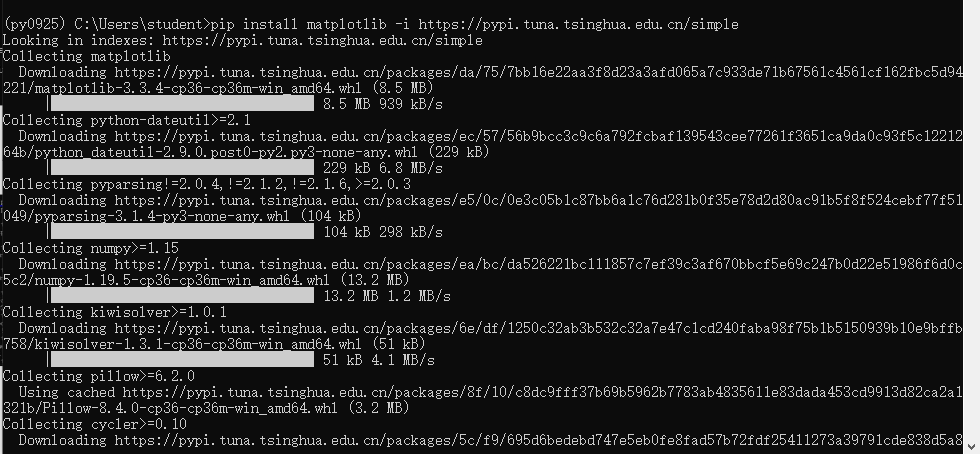 (py0925) C:\Users\student>pip install matplotlib -i https://pypi.tuna.tsinghua.edu.cn/simple
Looking in indexes: https://pypi.tuna.tsinghua.edu.cn/simple
Collecting matplotlib
Downloading https://pypi.tuna.tsinghua.edu.cn/packages/da/75/7bb16e22aa3f8d23a3afd065a7c933de71b67561c4561cf162fbc5d94
221/matplotlib-3.3.4-cp36-cp36m-win_amd64.whl (8.5 MB)
| 8.5 MB 939 kB/s
Collecting python-dateutil>=2.1
Downloading https://pypi.tuna.tsinghua.edu.cn/packages/ec/57/56b9bcc3c9c6a792fcbaf139543cee77261f3651ca9da0c93f5c12212
64b/python_dateutil-2.9.0.post0-py2.py3-none-any.whl (229 kB)
| 229 kB 6.8 MB/s
Collecting pyparsing!=2.0.4,!=2.1.2,!=2.1.6,>=2.0.3
Downloading https://pypi.tuna.tsinghua.edu.cn/packages/e5/0c/0e3c05b1c87bb6a1c76d281b0f35e78d2d80ac91b5f8f524cebf77f51
049/pyparsing-3.1.4-py3-none-any.whl (104 kB)
| 104 kB 298 kB/s
Collecting numpy>=1.15
Downloading https://pypi.tuna.tsinghua.edu.cn/packages/ea/bc/da526221bc111857c7ef39c3af670bbcf5e69c247b0d22e51986f6d0c
5c2/numpy-1.19.5-cp36-cp36m-win_amd64.whl (13.2 MB)
| 13.2 MB 1.2 MB/s
Collecting kiwisolver>=1.0.1
Downloading https://pypi.tuna.tsinghua.edu.cn/packages/6e/df/1250c32ab3b532c32a7e47c1cd240faba98f75b1b5150939b10e9bffb
758/kiwisolver-1.3.1-cp36-cp36m-win_amd64.whl (51 kB)
| 51 kB 4.1 MB/s
Collecting pillow>=6.2.0
Using cached https://pypi.tuna.tsinghua.edu.cn/packages/8f/10/c8dc9fff37b69b5962b7783ab4835611e83dada453cd9913d82ca2a1
321b/Pillow-8.4.0-cp36-cp36m-win_amd64.whl (3.2 MB)
Collecting cycler>=0.10
Downloading https://pypi.tuna.tsinghua.edu.cn/packages/5c/f9/695d6bedebd747e5eb0fe8fad57b72fdf25411273a39791cde838d5a8